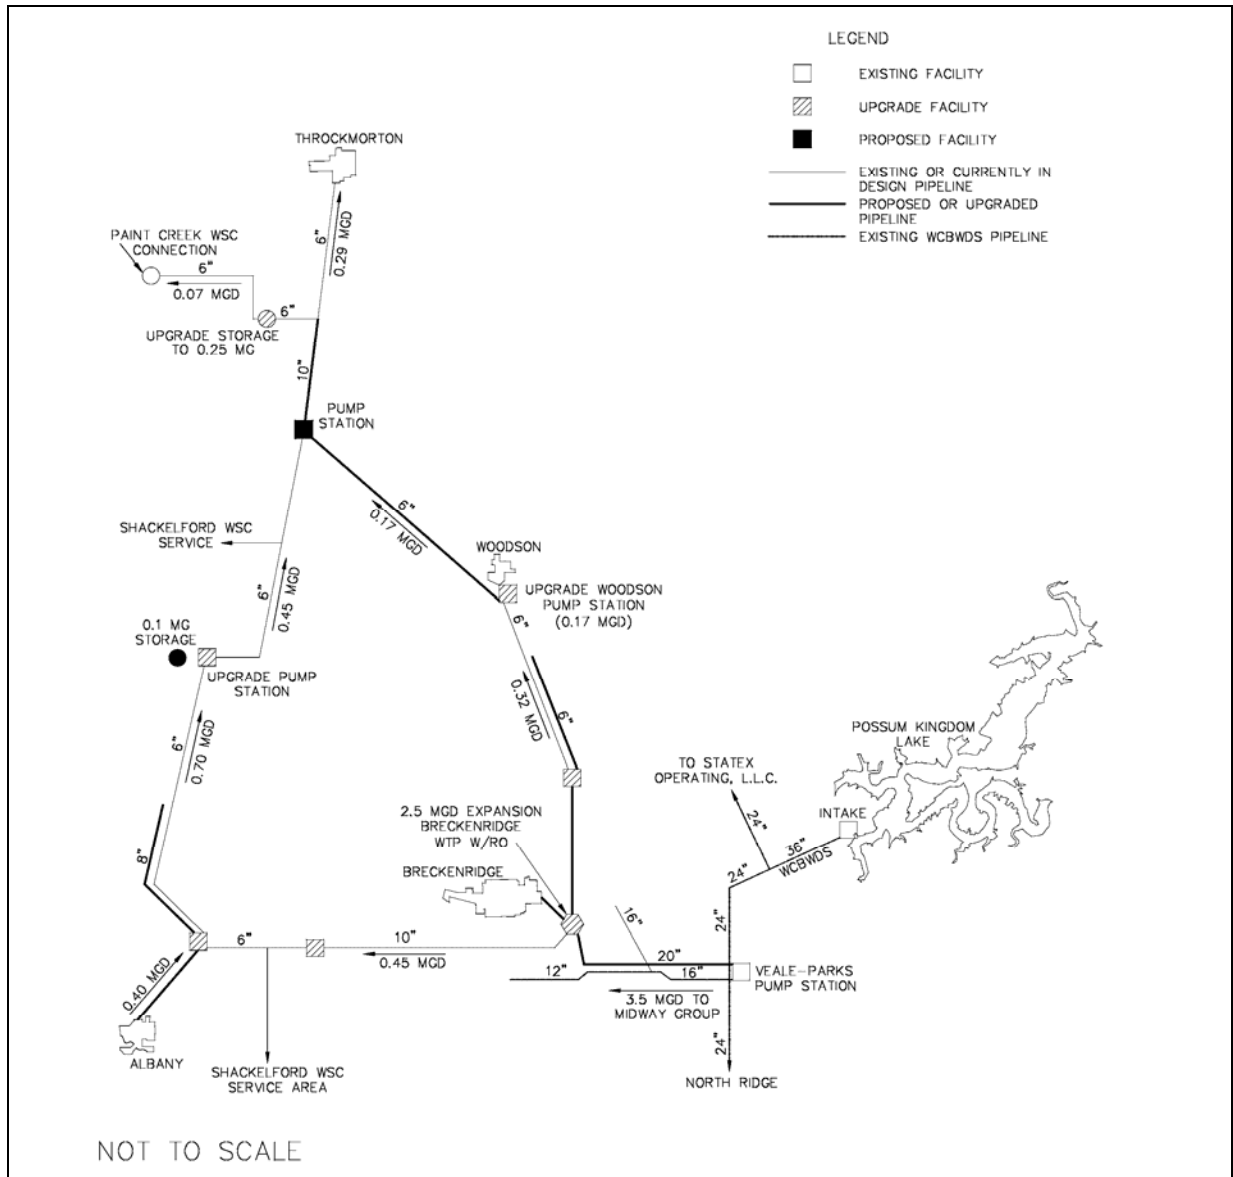 LEGEND
EXISTING FACILITY
UPGRADE FACILITY
PROPOSED FACILITY
EXISTING OR CURRENTLY IN
DESIGN PIPELINE
PROPOSED OR UPGRADED
PIPELINE
EXISTING WCBWDS PIPELINE
THROCKMORTON
6"
0.29 MGD
PAINT CREEK WSC
CONNECTION
6"
0.07 MGD
6"
UPGRADE STORAGE
TO 0.25 MG
10"
PUMP
STATION
6"
0.17 MGD
SHACKELFORD WSC
SERVICE
WOODSON
UPGRADE WOODSON
PUMP STATION
(0.17 MGD)
6"
0.45 MGD
6"
0.1 MG
STORAGE
UPGRADE PUMP
STATION
6"
0.32 MGD
6"
0.70 MGD
POSSUM KINGDOM
LAKE
TO STATEX
OPERATING, L.L.C.
INTAKE
24"
36"
WCBWDS
24"
2.5 MGD EXPANSION
BRECKENRIDGE
WTP W/RO
BRECKENRIDGE
8"
16"
24"
6"
10"
0.45 MGD
20"
12"
16"
VEALE-PARKS
PUMP STATION
0.40 MGD
3.5 MGD TO
MIDWAY GROUP
24"
ALBANY
SHACKELFORD WSC
SERVICE AREA
NORTH RIDGE
NOT TO SCALE